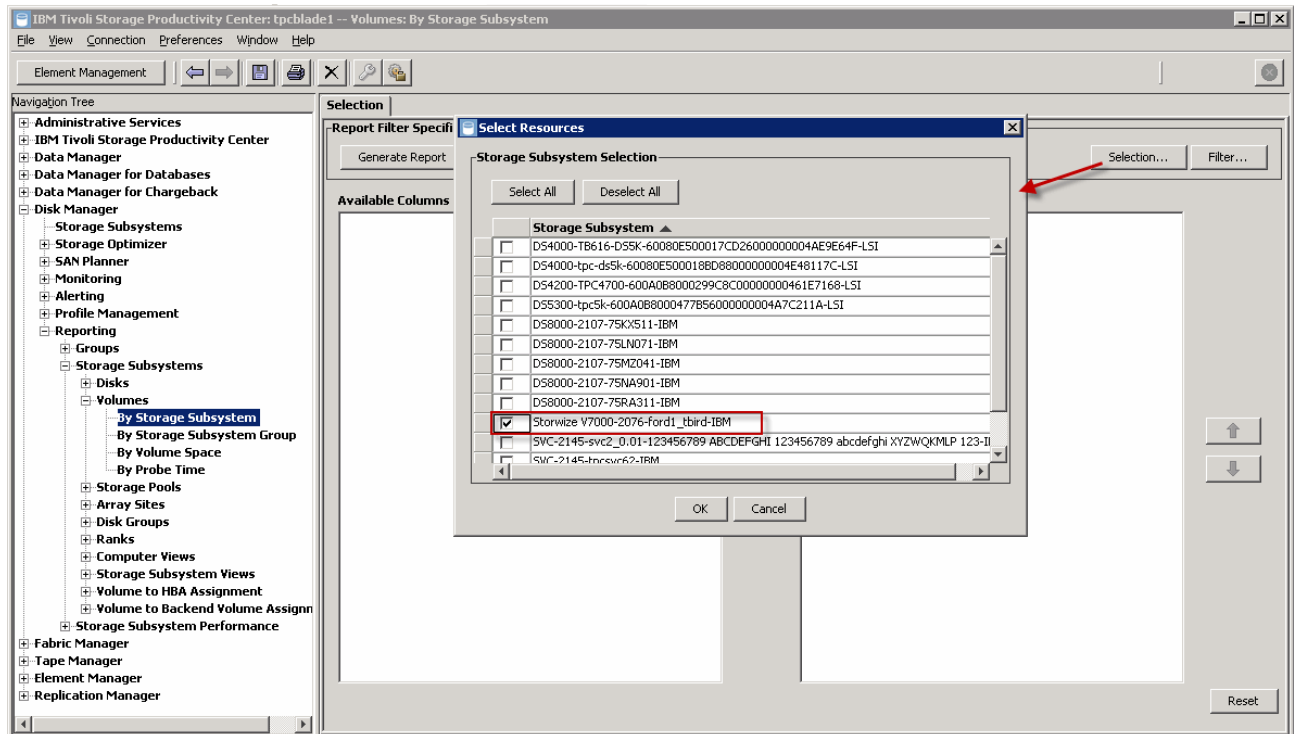 IBM Tivoli Storage Productivity Center: tpcblade1 -- Volumes: By Storage Subsystem
File View Connection Preferences Window Help
Element Management
Navigation Tree
Administrative Services
IBM Tivoli Storage Productivity Center
Data Manager
Data Manager for Databases
Data Manager for Chargeback
Disk Manager
Storage Subsystems
Storage Optimizer
SAN Planner
Monitoring
Alerting
Profile Management
Reporting
Groups
Storage Subsystems
Disks
Volumes
By Storage Subsystem
By Storage Subsystem Group
By Volume Space
By Probe Time
Storage Pools
Array Sites
Disk Groups
Ranks
Computer Views
Storage Subsystem Views
Volume to HBA Assignment
Volume to Backend Volume Assignm
Storage Subsystem Performance
Fabric Manager
Tape Manager
Element Manager
Replication Manager
Selection
Report Filter Specifi
Generate Report
Selection... Filter...
Available Columns
Select Resources
Storage Subsystem Selection
Select All Deselect All
Storage Subsystem
DS4000-TB616-DS5K-60080E500017CD26000000004AE9E64F-LSI
DS4000-tpc-ds5k-60080E500018BD88000000004E48117C-LSI
DS4200-TPC4700-600A0B8000299C8C00000000461E7168-LSI
DS5300-tpc5k-600A0B8000477B56000000004A7C211A-LSI
DS8000-2107-75KX511-IBM
DS8000-2107-75LN071-IBM
DS8000-2107-75MZ041-IBM
DS8000-2107-75NA901-IBM
DS8000-2107-75RA311-IBM
Storwize V7000-2076-ford1_tbird-IBM
SVC-2145-svc2_0.01-123456789 ABCDEFGHI 123456789 abcdefghi XYZWQKMLP 123-I
SVC-2145-tpcsvc62-IBM
OK Cancel
Reset